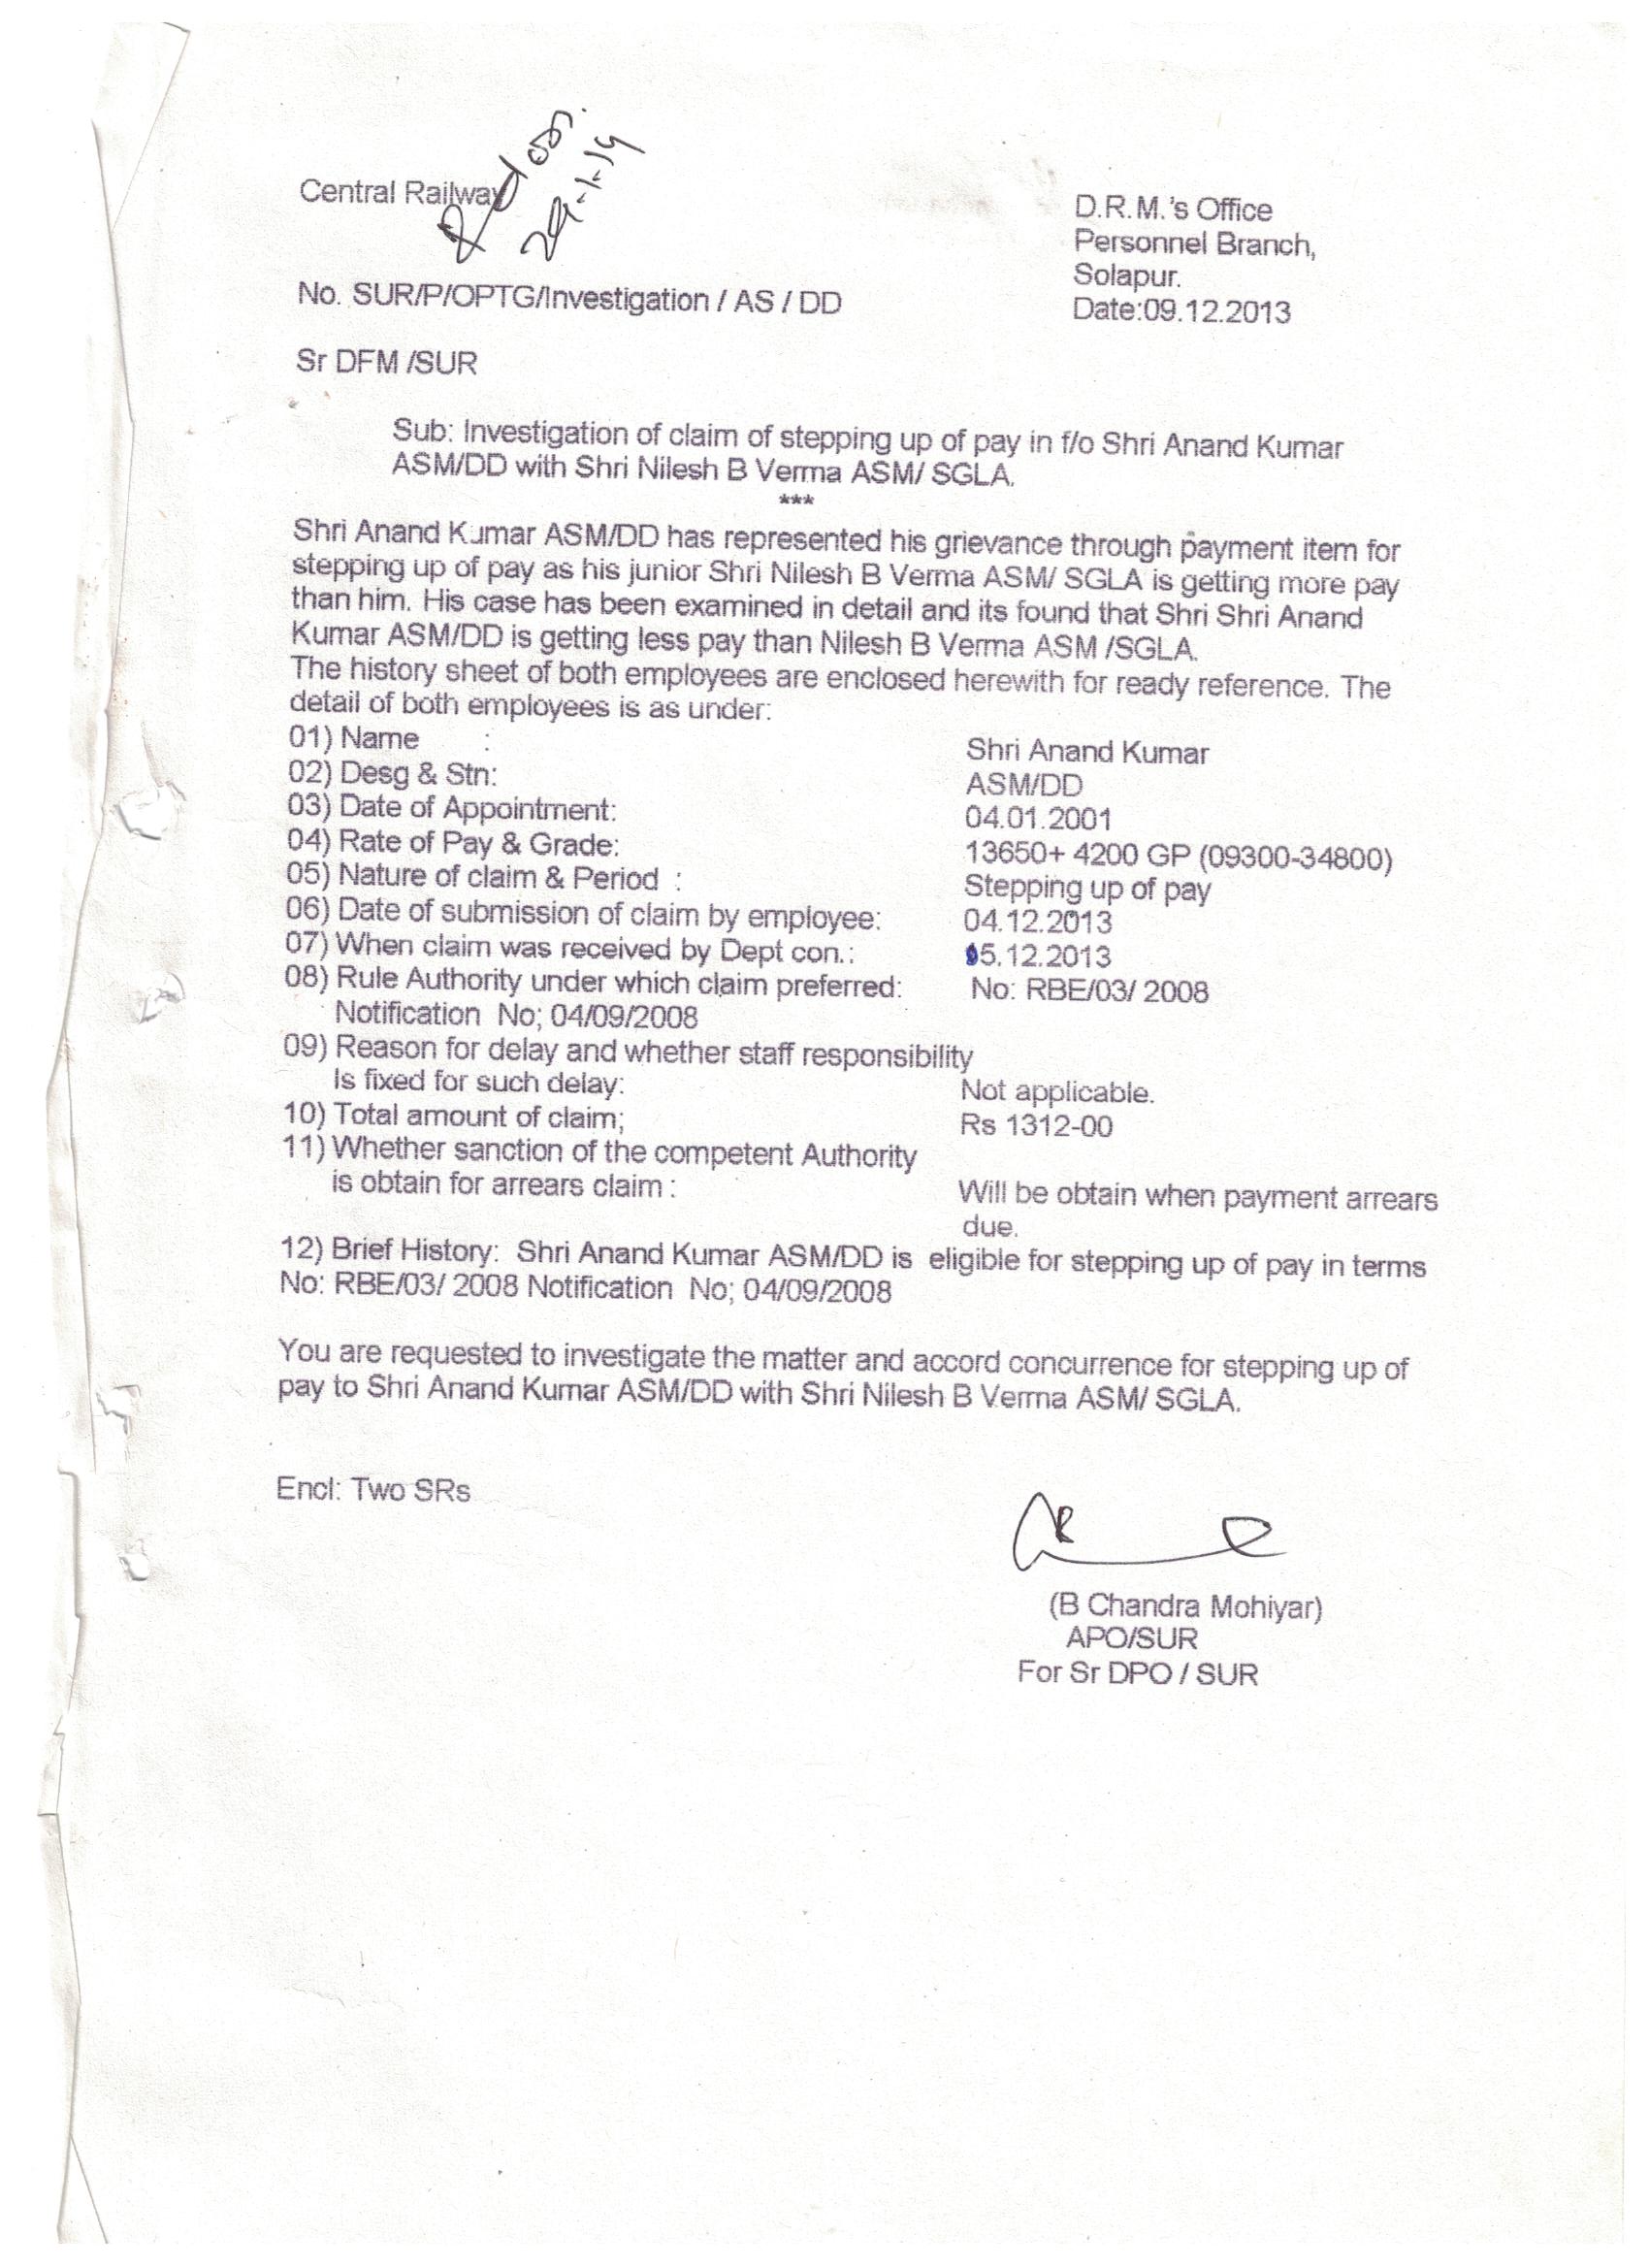 Central Railway
D.R.M.'s Office
Personnel Branch,
Solapur.
No. SUR/P/OPTG/Investigation / AS / DD
Date:09.12.2013
Sr DFM /SUR
Sub: Investigation of claim of stepping up of pay in f/o Shri Anand Kumar
ASM/DD with Shri Nilesh B Verma ASM/ SGLA.
***
Shri Anand Kumar ASM/DD has represented his grievance through payment item for
stepping up of pay as his junior Shri Nilesh B Verma ASM/ SGLA is getting more pay
than him. His case has been examined in detail and its found that Shri Shri Anand
Kumar ASM/DD is getting less pay than Nilesh B Verma ASM /SGLA.
The history sheet of both employees are enclosed herewith for ready reference. The
detail of both employees is as under:
01) Name : Shri Anand Kumar
02) Desg & Stn: ASM/DD
03) Date of Appointment: 04.01.2001
04) Rate of Pay & Grade: 13650+ 4200 GP (09300-34800)
05) Nature of claim & Period : Stepping up of pay
06) Date of submission of claim by employee: 04.12.2013
07) When claim was received by Dept con.: 05.12.2013
08) Rule Authority under which claim preferred: No: RBE/03/ 2008
Notification No; 04/09/2008
09) Reason for delay and whether staff responsibility
Is fixed for such delay: Not applicable.
10) Total amount of claim; Rs 1312-00
11) Whether sanction of the competent Authority
is obtain for arrears claim : Will be obtain when payment arrears
due.
12) Brief History: Shri Anand Kumar ASM/DD is eligible for stepping up of pay in terms
No: RBE/03/ 2008 Notification No; 04/09/2008
You are requested to investigate the matter and accord concurrence for stepping up of
pay to Shri Anand Kumar ASM/DD with Shri Nilesh B Verma ASM/ SGLA.
Encl: Two SRs
(B Chandra Mohiyar)
APO/SUR
For Sr DPO / SUR